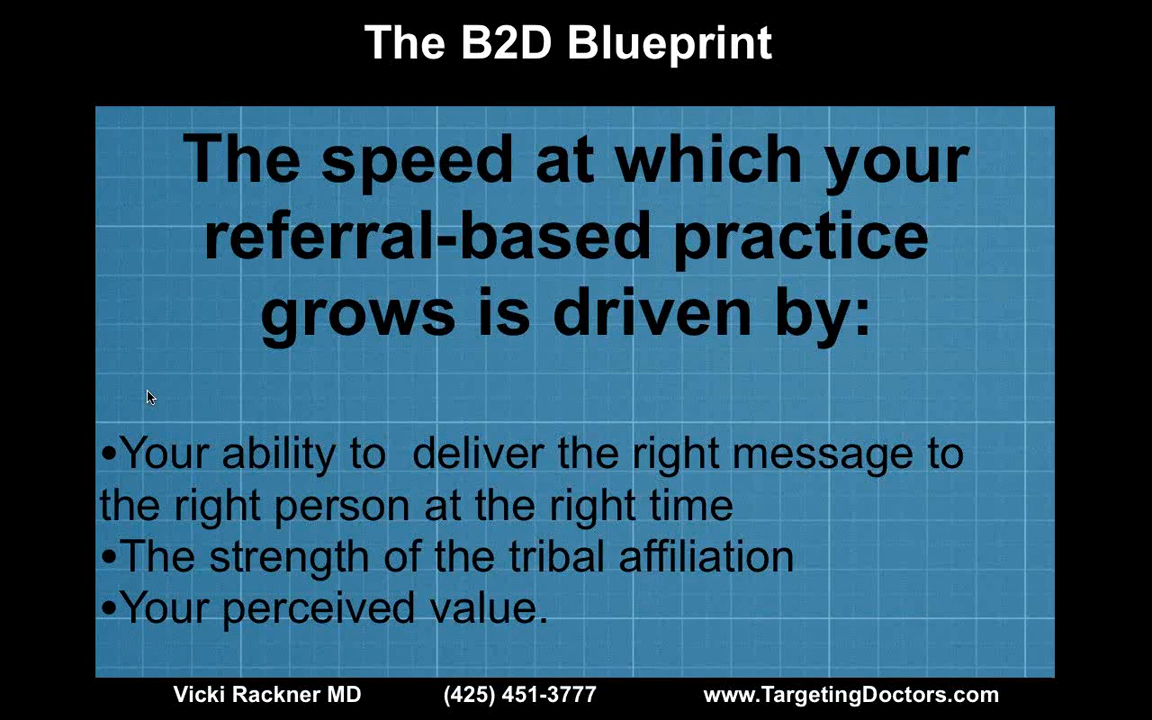 The B2D Blueprint
The speed at which your
referral-based practice
grows is driven by:
•Your ability to  deliver the right message to
the right person at the right time
•The strength of the tribal affiliation
•Your perceived value.
Vicki Rackner MD (425) 451-3777 www.TargetingDoctors.com